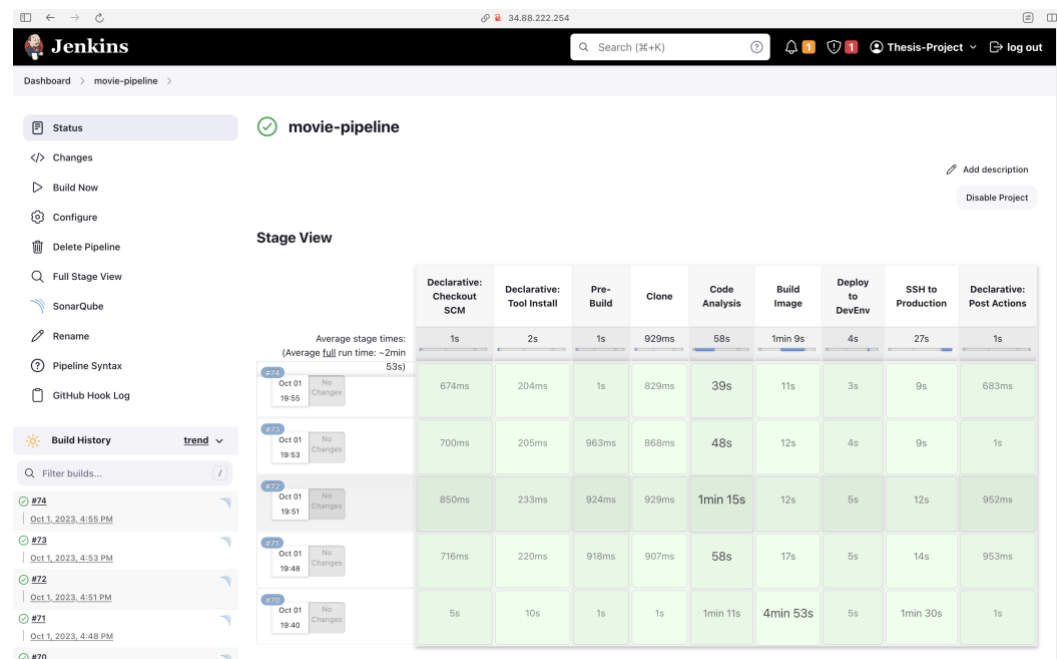 34.88.222.254
Jenkins
Search (⌘+K)
1
1
Thesis-Project
log out
Dashboard > movie-pipeline >
Status
Changes
Build Now
Configure
Delete Pipeline
Full Stage View
SonarQube
Rename
Pipeline Syntax
GitHub Hook Log
Build History
trend
Filter builds...
/
#74
Oct 1, 2023, 4:55 PM
#73
Oct 1, 2023, 4:53 PM
#72
Oct 1, 2023, 4:51 PM
#71
Oct 1, 2023, 4:48 PM
#70
movie-pipeline
Add description
Disable Project
Stage View
Declarative: Checkout SCM
Declarative: Tool Install
Pre-Build
Clone
Code Analysis
Build Image
Deploy to DevEnv
SSH to Production
Declarative: Post Actions
Average stage times:
(Average full run time: ~2min 53s)
1s 2s 1s 929ms 58s 1min 9s 4s 27s 1s
#74
Oct 01 19:55 No Changes
674ms 204ms 1s 829ms 39s 11s 3s 9s 683ms
#73
Oct 01 19:53 No Changes
700ms 205ms 963ms 868ms 48s 12s 4s 9s 1s
#72
Oct 01 19:51 No Changes
850ms 233ms 924ms 929ms 1min 15s 12s 5s 12s 952ms
#71
Oct 01 19:48 No Changes
716ms 220ms 918ms 907ms 58s 17s 5s 14s 953ms
#70
Oct 01 19:40 No Changes
5s 10s 1s 1s 1min 11s 4min 53s 5s 1min 30s 1s